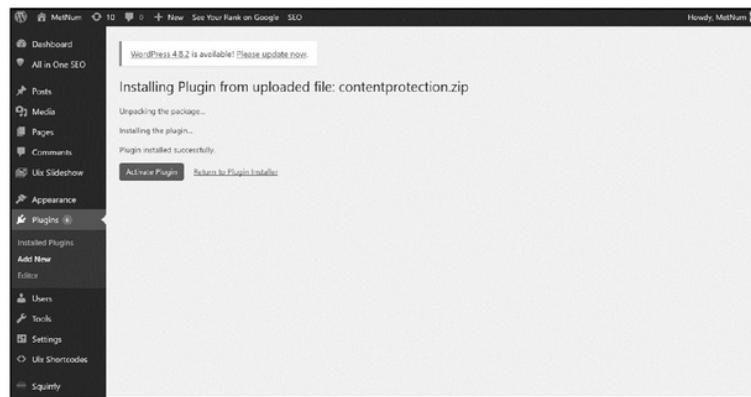 MetNum 10 0 + New See Your Rank on Google SEO Howdy, MetNum
Dashboard
All in One SEO
Posts
Media
Pages
Comments
Uix Slideshow
Appearance
Plugins 6
Installed Plugins
Add New
Editor
Users
Tools
Settings
Uix Shortcodes
Squirrly
WordPress 4.8.2 is available! Please update now.
Installing Plugin from uploaded file: contentprotection.zip
Unpacking the package...
Installing the plugin...
Plugin installed successfully.
Activate Plugin Return to Plugin Installer